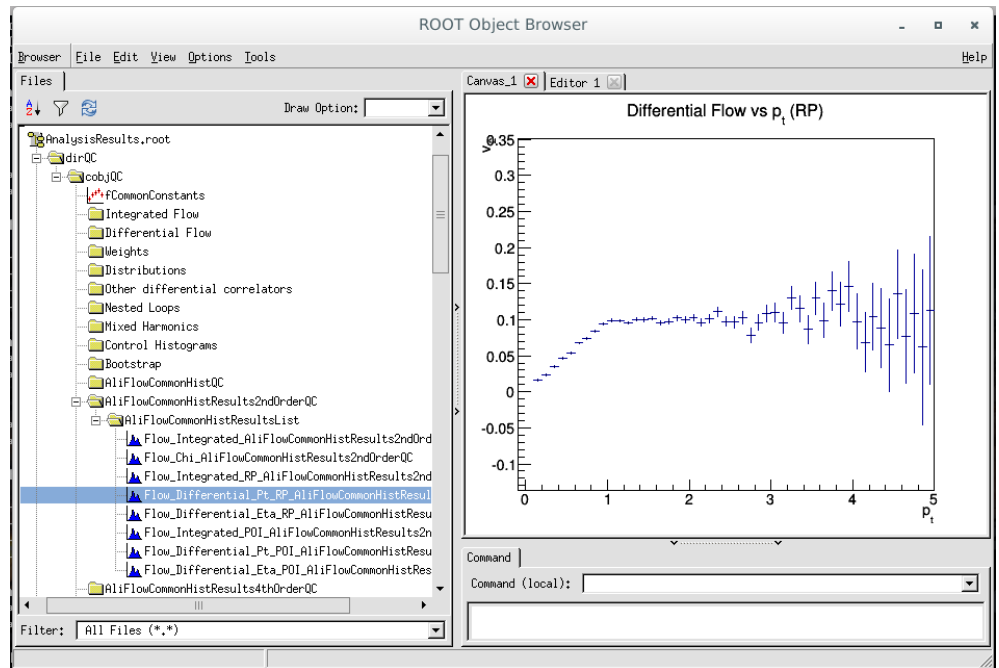 ROOT Object Browser
Browser File Edit View Options Tools Help
Files
Draw Option:
AnalysisResults.root
dirQC
cobjQC
fCommonConstants
Integrated Flow
Differential Flow
Weights
Distributions
Other differential correlators
Nested Loops
Mixed Harmonics
Control Histograms
Bootstrap
AliFlowCommonHistQC
AliFlowCommonHistResults2ndOrderQC
AliFlowCommonHistResultsList
Flow_Integrated_AliFlowCommonHistResults2ndOrd
Flow_Chi_AliFlowCommonHistResults2ndOrderQC
Flow_Integrated_RP_AliFlowCommonHistResults2nd
Flow_Differential_Pt_RP_AliFlowCommonHistResul
Flow_Differential_Eta_RP_AliFlowCommonHistResu
Flow_Integrated_POI_AliFlowCommonHistResults2n
Flow_Differential_Pt_POI_AliFlowCommonHistResu
Flow_Differential_Eta_POI_AliFlowCommonHistRes
AliFlowCommonHistResults4thOrderQC
Filter: All Files (*.*)
Canvas_1 Editor 1
Differential Flow vs pt (RP)
0.35
0.3
0.25
0.2
0.15
0.1
0.05
0
-0.05
-0.1
0 1 2 3 4 5
pt
Command
Command (local):